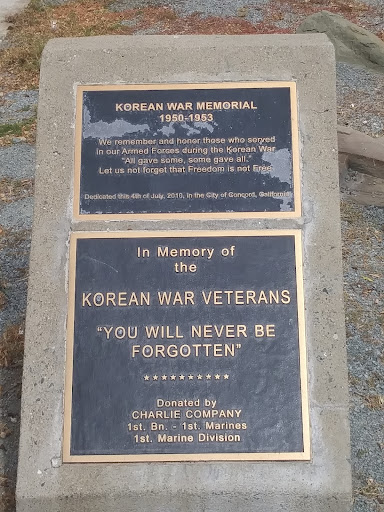 KOREAN WAR MEMORIAL
1950-1953
We remember and honor those who served
in our Armed Forces during the Korean War
"All gave some, some gave all."
Let us not forget that Freedom is not Free
Dedicated this 4th of July, 2010, in the City of Concord, California
In Memory of
the
KOREAN WAR VETERANS
"YOU WILL NEVER BE
FORGOTTEN"
★★★★★★★★★★
Donated by
CHARLIE COMPANY
1st. Bn. - 1st. Marines
1st. Marine Division